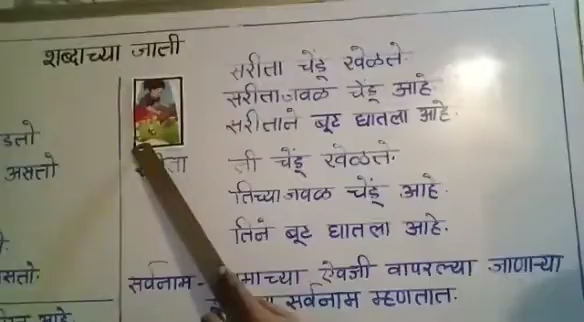 शब्दाच्या जाती
सरीता चेंडू खेळते.
सरीताजवळ चेंडू आहे.
सरीताने बूट घातला आहे.
ती चेंडू खेळते.
तिच्याजवळ चेंडू आहे.
तिने बूट घातला आहे.
सर्वनाम - ऐवजी वापरल्या जाणाऱ्या
सर्वनाम म्हणतात.
असतो